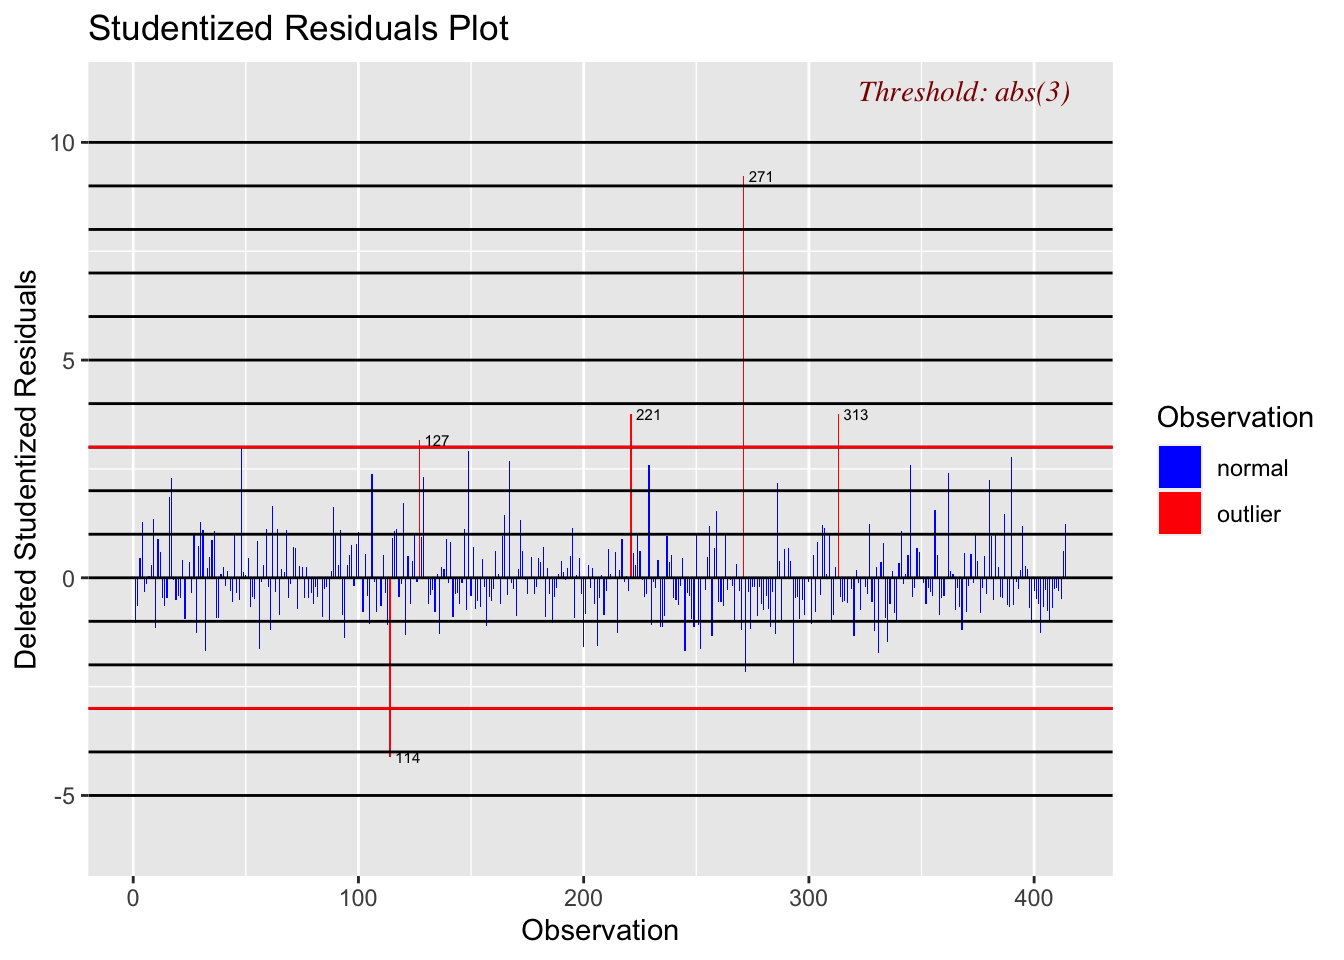 Studentized Residuals Plot
Threshold: abs(3)
10
5
0
-5
Deleted Studentized Residuals
271
221
313
127
114
0 100 200 300 400
Observation
Observation
normal
outlier